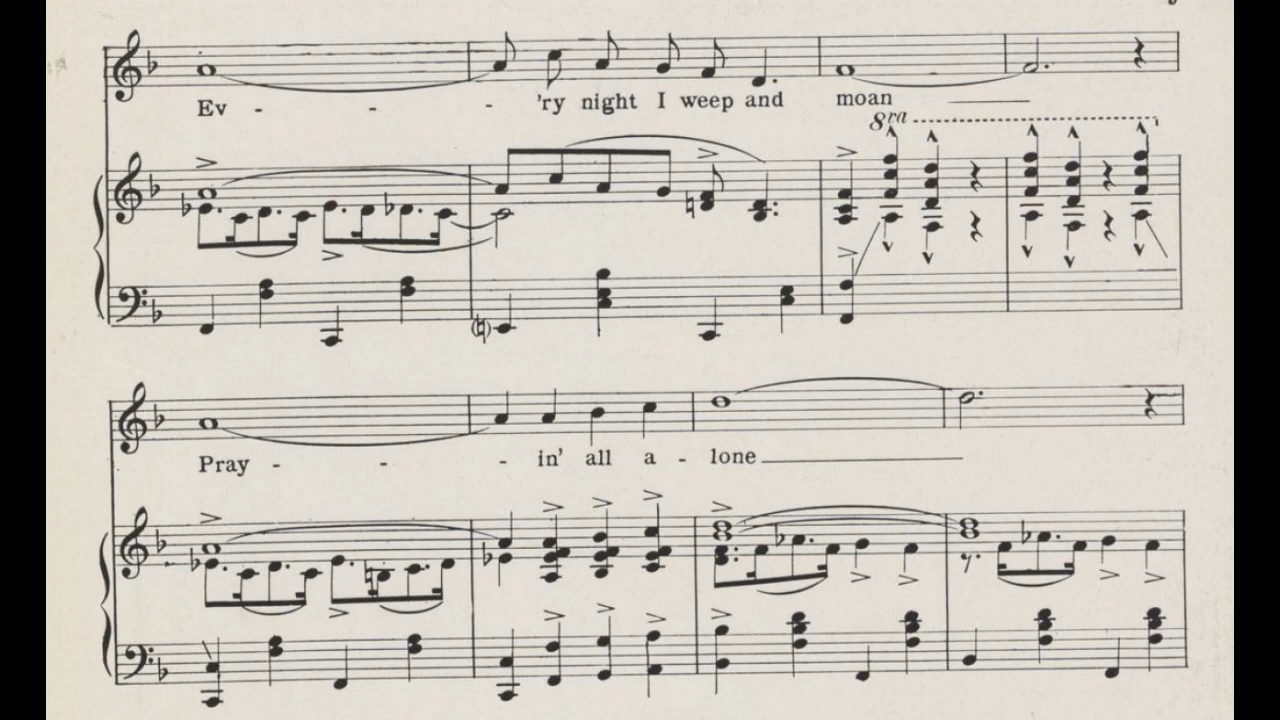 Ev - - - 'ry night I weep and moan
8va
Pray - - - in' all a - lone